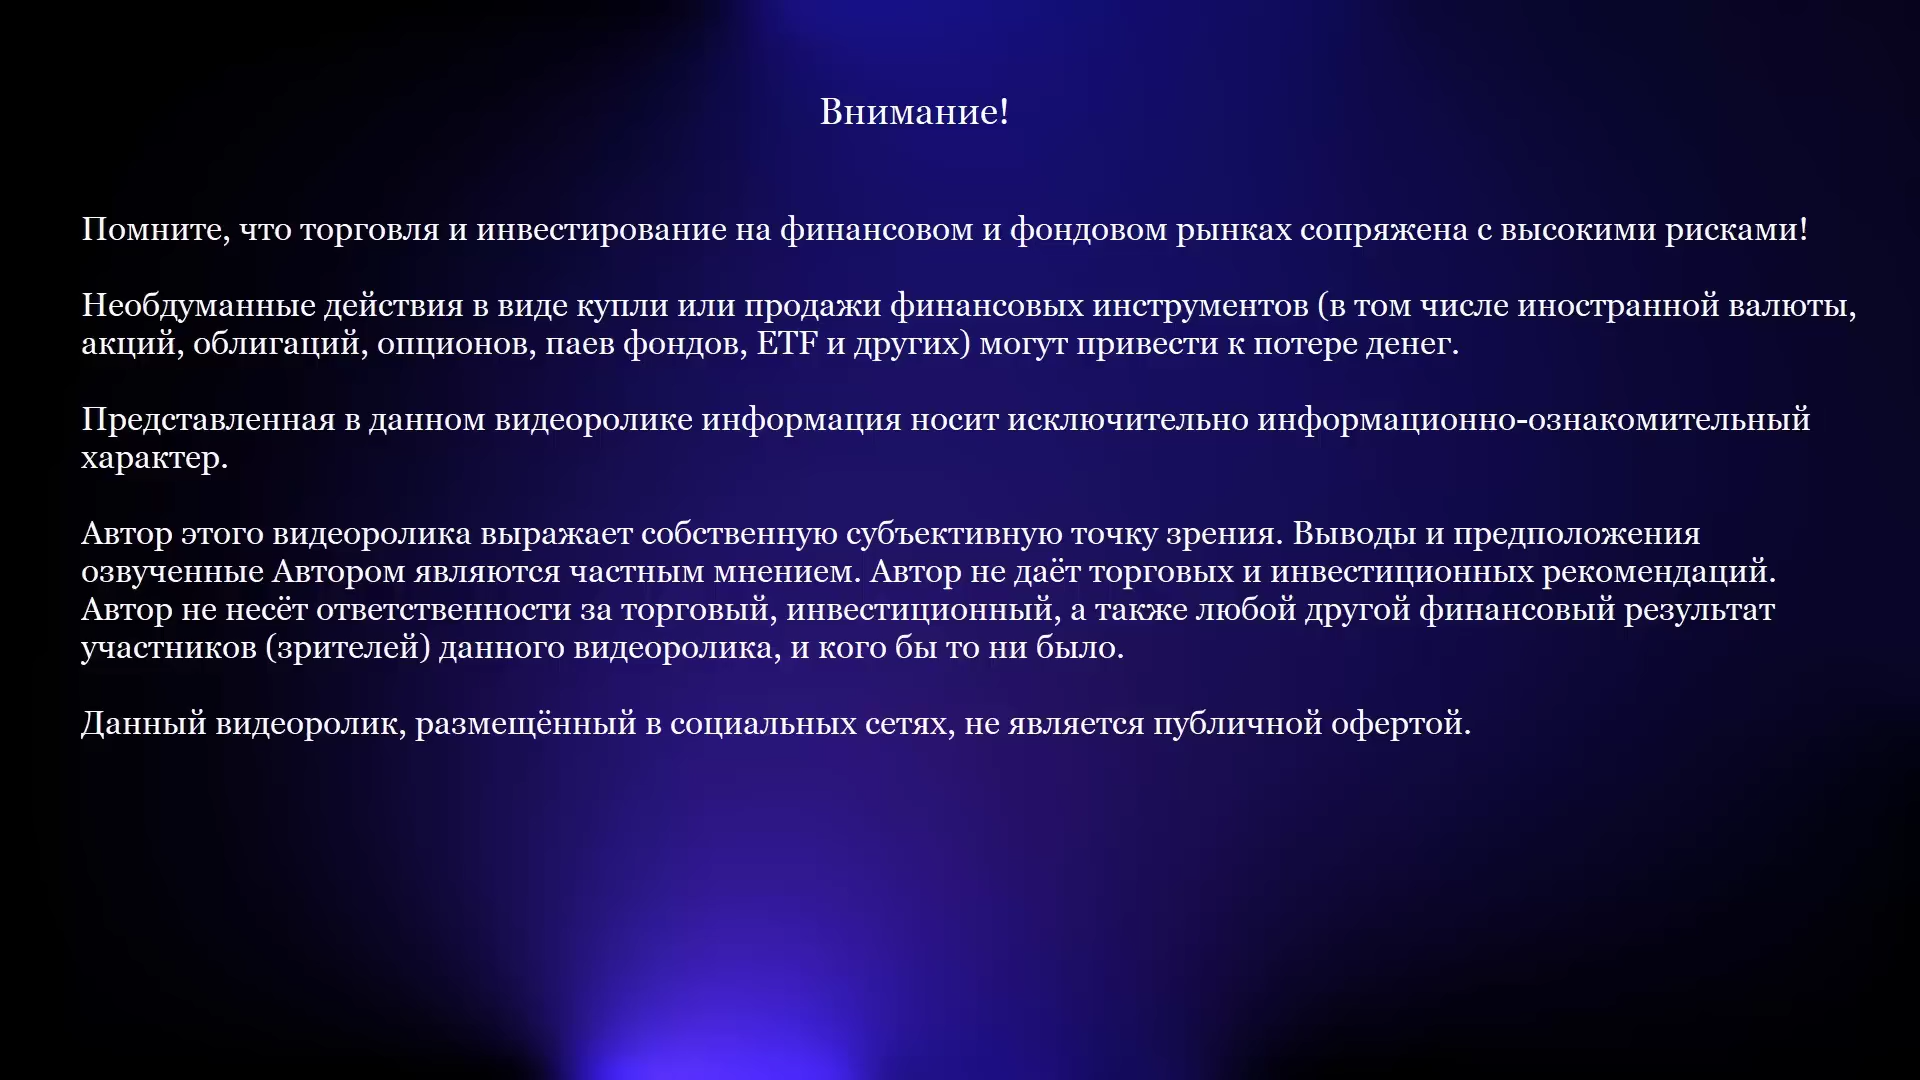 Внимание!
Помните, что торговля и инвестирование на финансовом и фондовом рынках сопряжена с высокими рисками!
Необдуманные действия в виде купли или продажи финансовых инструментов (в том числе иностранной валюты,
акций, облигаций, опционов, паев фондов, ETF и других) могут привести к потере денег.
Представленная в данном видеоролике информация носит исключительно информационно-ознакомительный
характер.
Автор этого видеоролика выражает собственную субъективную точку зрения. Выводы и предположения
озвученные Автором являются частным мнением. Автор не даёт торговых и инвестиционных рекомендаций.
Автор не несёт ответственности за торговый, инвестиционный, а также любой другой финансовый результат
участников (зрителей) данного видеоролика, и кого бы то ни было.
Данный видеоролик, размещённый в социальных сетях, не является публичной офертой.